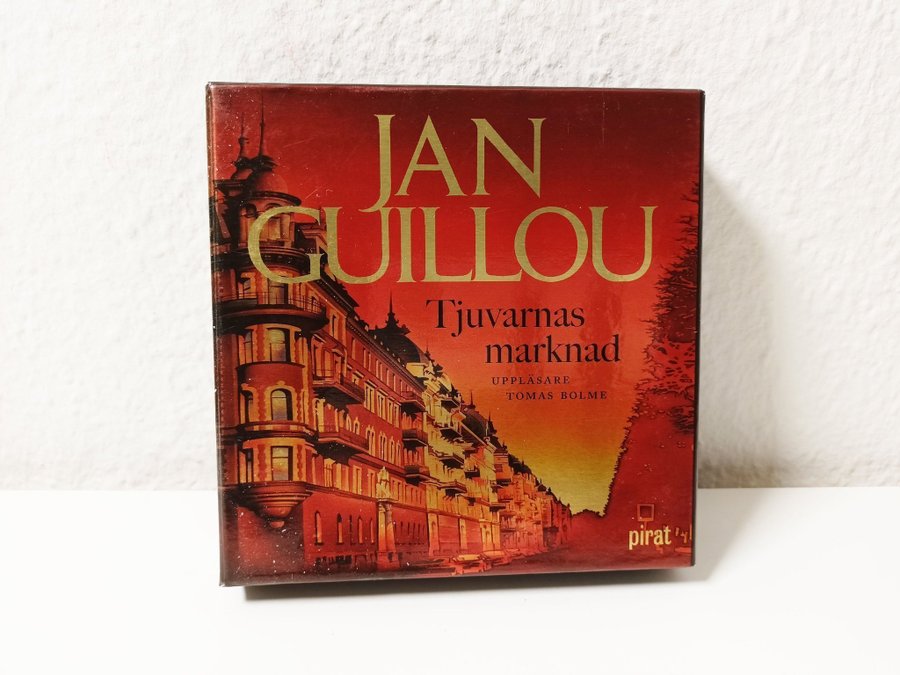 JAN
GUILLOU
Tjuvarnas
marknad
UPPLÄSARE
TOMAS BOLME
pirat